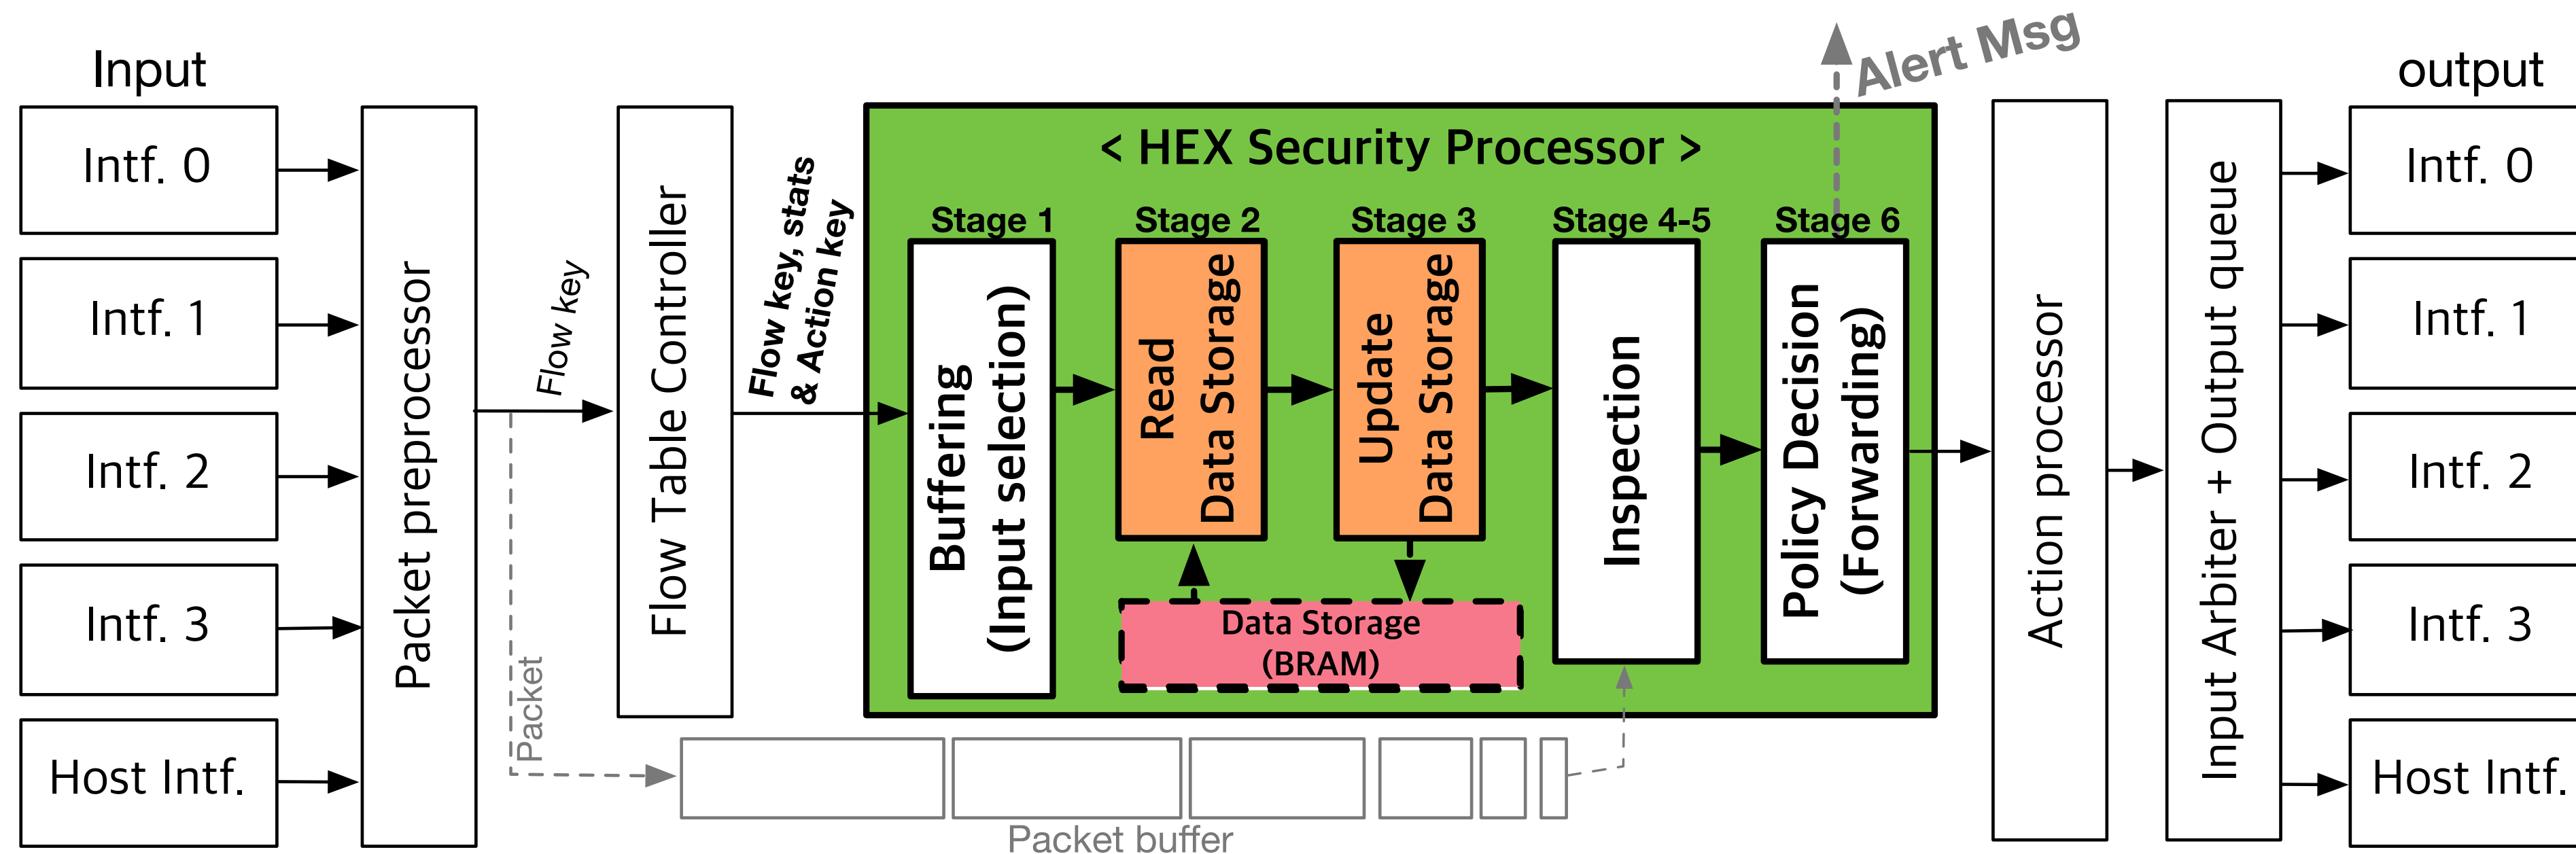 Input
Intf. 0
Intf. 1
Intf. 2
Intf. 3
Host Intf.
Packet preprocessor
Flow key
Packet
Flow Table Controller
Flow key, stats
& Action key
< HEX Security Processor >
Stage 1
Buffering
(Input selection)
Stage 2
Read
Data Storage
Stage 3
Update
Data Storage
Data Storage
(BRAM)
Stage 4-5
Inspection
Stage 6
Policy Decision
(Forwarding)
Alert Msg
Packet buffer
Action processor
Input Arbiter + Output queue
output
Intf. 0
Intf. 1
Intf. 2
Intf. 3
Host Intf.